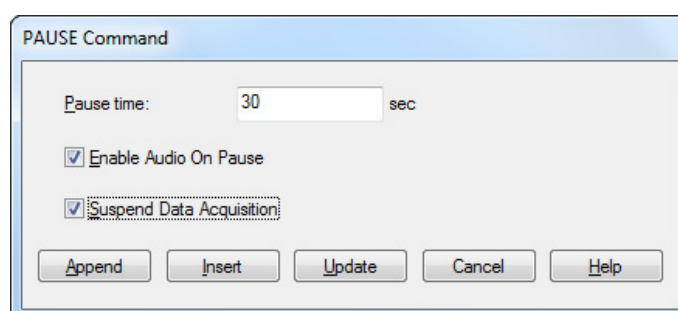 PAUSE Command
Pause time: 30 sec
Enable Audio On Pause
Suspend Data Acquisition
Append Insert Update Cancel Help